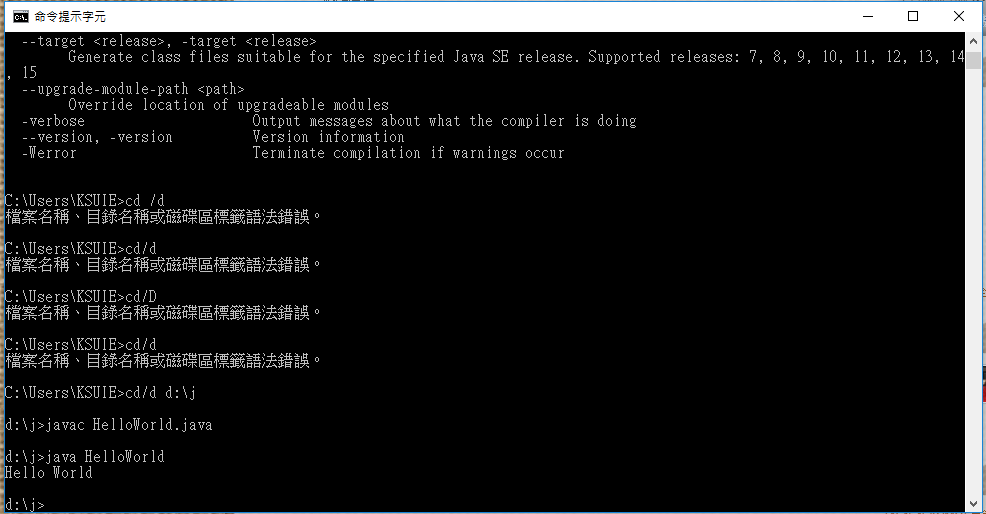 命令提示字元
--target <release>, -target <release>
Generate class files suitable for the specified Java SE release. Supported releases: 7, 8, 9, 10, 11, 12, 13, 14
, 15
--upgrade-module-path <path>
Override location of upgradeable modules
-verbose Output messages about what the compiler is doing
--version, -version Version information
-Werror Terminate compilation if warnings occur
C:\Users\KSUIE>cd /d
檔案名稱、目錄名稱或磁碟區標籤語法錯誤。
C:\Users\KSUIE>cd/d
檔案名稱、目錄名稱或磁碟區標籤語法錯誤。
C:\Users\KSUIE>cd/D
檔案名稱、目錄名稱或磁碟區標籤語法錯誤。
C:\Users\KSUIE>cd/d
檔案名稱、目錄名稱或磁碟區標籤語法錯誤。
C:\Users\KSUIE>cd/d d:\j
d:\j>javac HelloWorld.java
d:\j>java HelloWorld
Hello World
d:\j>